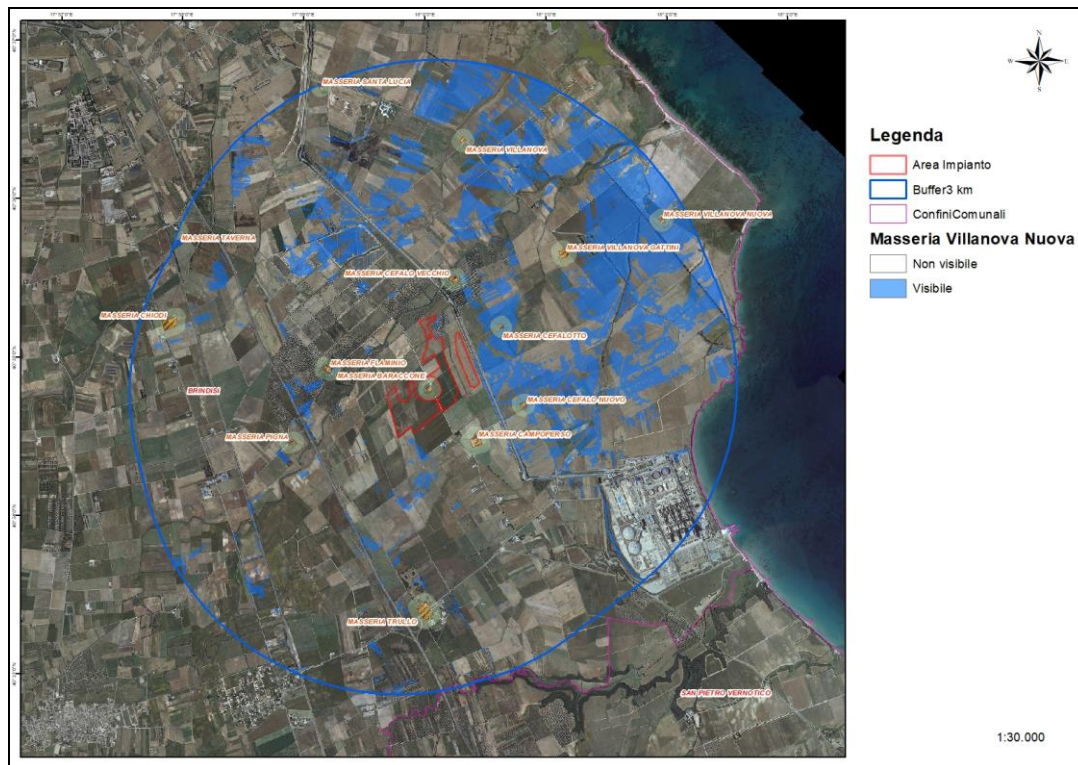 N
W
E
S
Legenda
Area Impianto
Buffer3 km
ConfiniComunali
Masseria Villanova Nuova
Non visibile
Visibile
MASSERIA SANTA LUCIA
MASSERIA VILLANOVA
MASSERIA VILLANOVA NUOVA
MASSERIA TAVERNA
MASSERIA VILLANOVA GATTINI
MASSERIA CEFALO VECCHIO
MASSERIA CHIODI
MASSERIA CEFALOTTO
MASSERIA FLAMINIO
MASSERIA BARACCONE
BRINDISI
MASSERIA CEFALO NUOVO
MASSERIA PIGNA
MASSERIA CAMPOPERSO
MASSERIA TRULLO
SAN PIETRO VERNOTICO
1:30.000